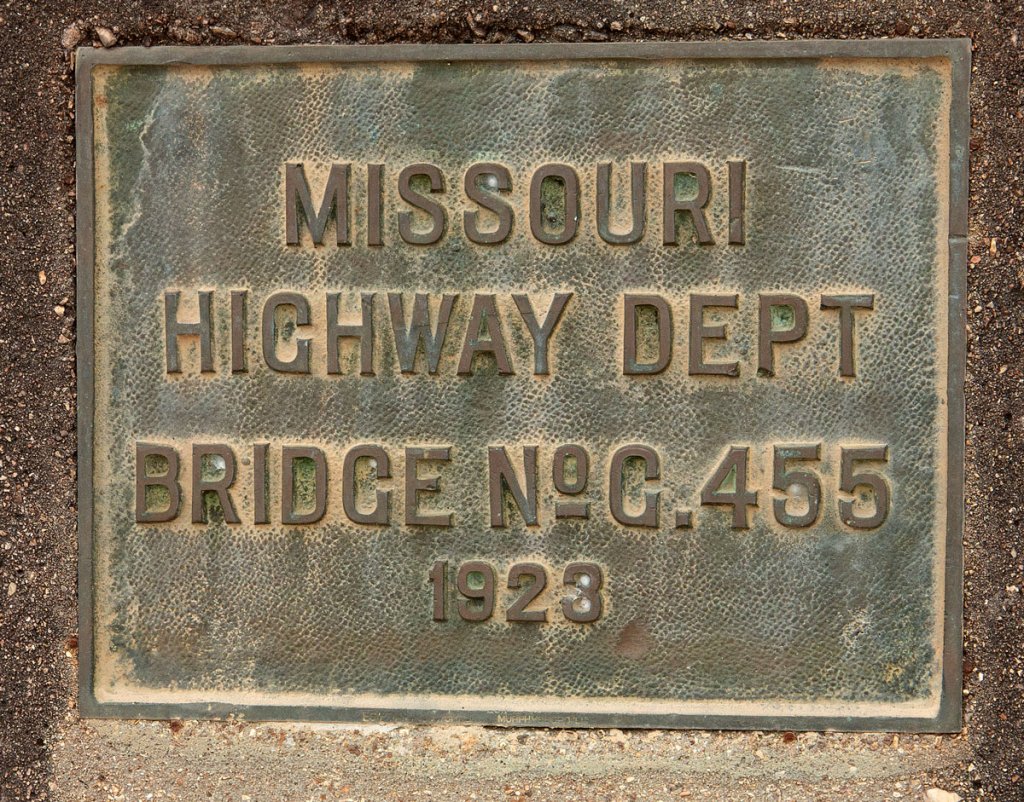 MISSOURI
HIGHWAY DEPT
BRIDGE Nº G.455
1923